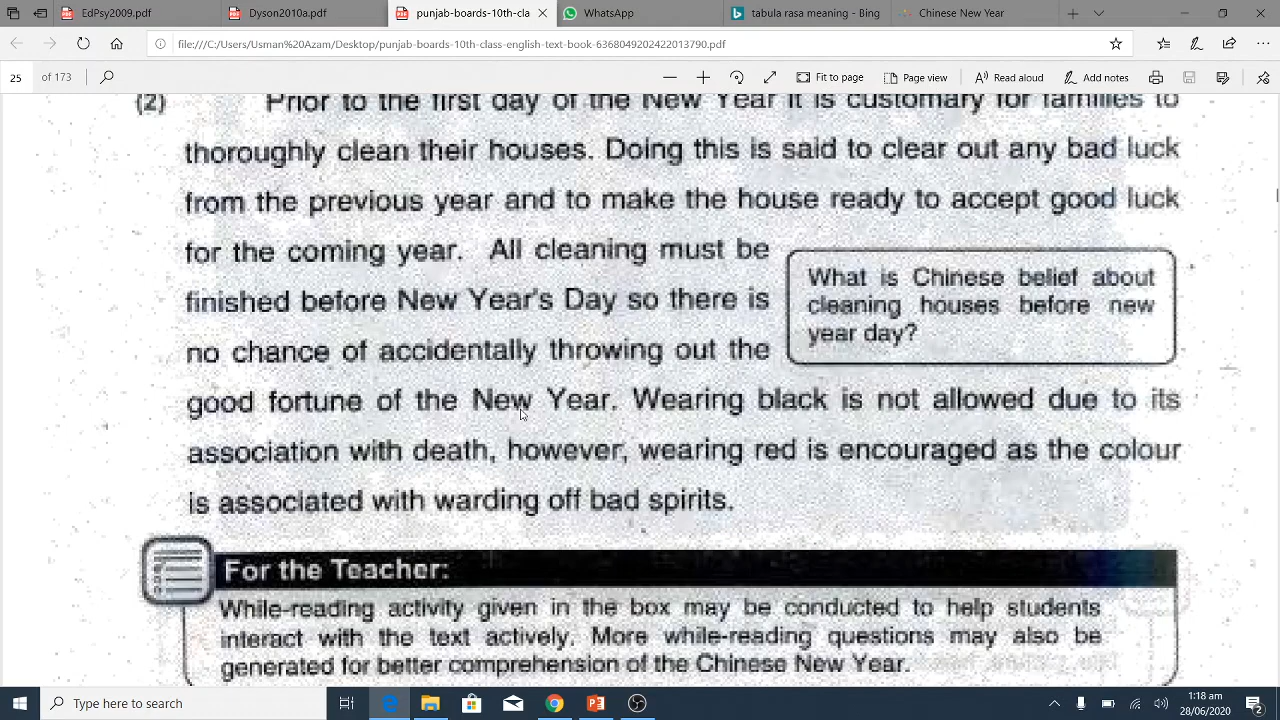 EdPsy2009.pdf
Dyson2010a.pdf
punjab-boards-10th-cla
WhatsApp
tabula rasa meaning - Bing
Chinese New Year
file:///C:/Users/Usman%20Azam/Desktop/punjab-boards-10th-class-english-text-book-6368049202422013790.pdf
25 of 173
Fit to page
Page view
Read aloud
Add notes
(2) Prior to the first day of the New Year it is customary for families to
thoroughly clean their houses. Doing this is said to clear out any bad luck
from the previous year and to make the house ready to accept good luck
for the coming year. All cleaning must be
finished before New Year's Day so there is
no chance of accidentally throwing out the
What is Chinese belief about
cleaning houses before new
year day?
good fortune of the New Year. Wearing black is not allowed due to its
association with death, however, wearing red is encouraged as the colour
is associated with warding off bad spirits.
For the Teacher:
While-reading activity given in the box may be conducted to help students
interact with the text actively. More while-reading questions may also be
generated for better comprehension of the Chinese New Year.
Type here to search
1:18 am
28/06/2020
2